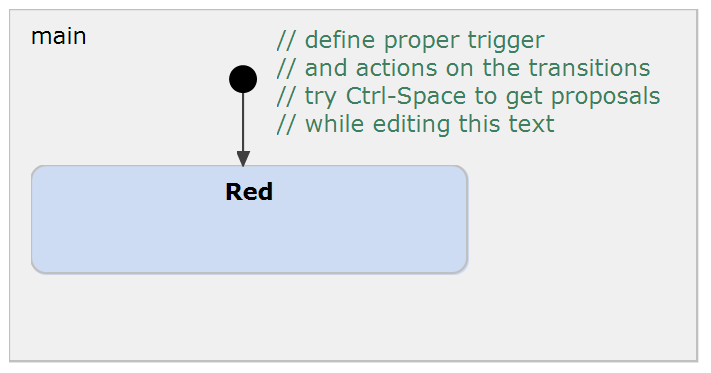 main
// define proper trigger
// and actions on the transitions
// try Ctrl-Space to get proposals
// while editing this text
Red